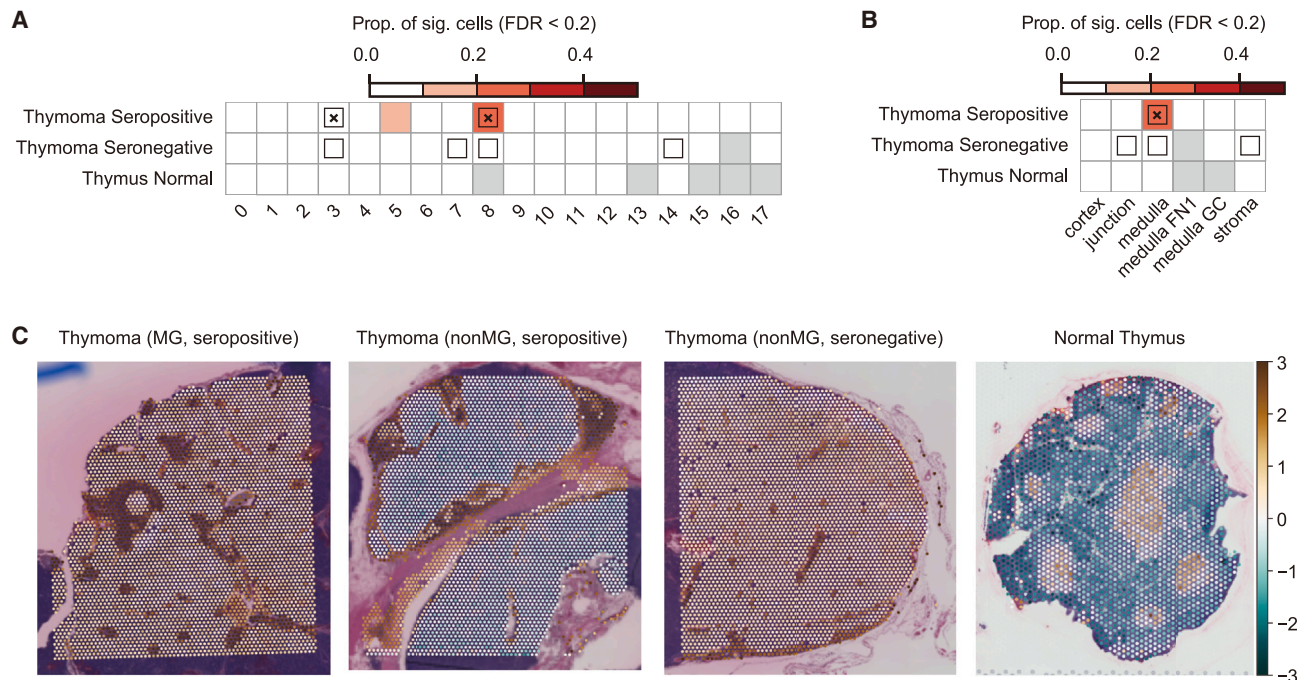 A
Prop. of sig. cells (FDR < 0.2)
0.0 0.2 0.4
Thymoma Seropositive
Thymoma Seronegative
Thymus Normal
0 1 2 3 4 5 6 7 8 9 10 11 12 13 14 15 16 17
B
Prop. of sig. cells (FDR < 0.2)
0.0 0.2 0.4
Thymoma Seropositive
Thymoma Seronegative
Thymus Normal
cortex junction medulla medulla FN1 medulla GC stroma
C
Thymoma (MG, seropositive)
Thymoma (nonMG, seropositive)
Thymoma (nonMG, seronegative)
Normal Thymus
3
2
1
0
−1
−2
−3